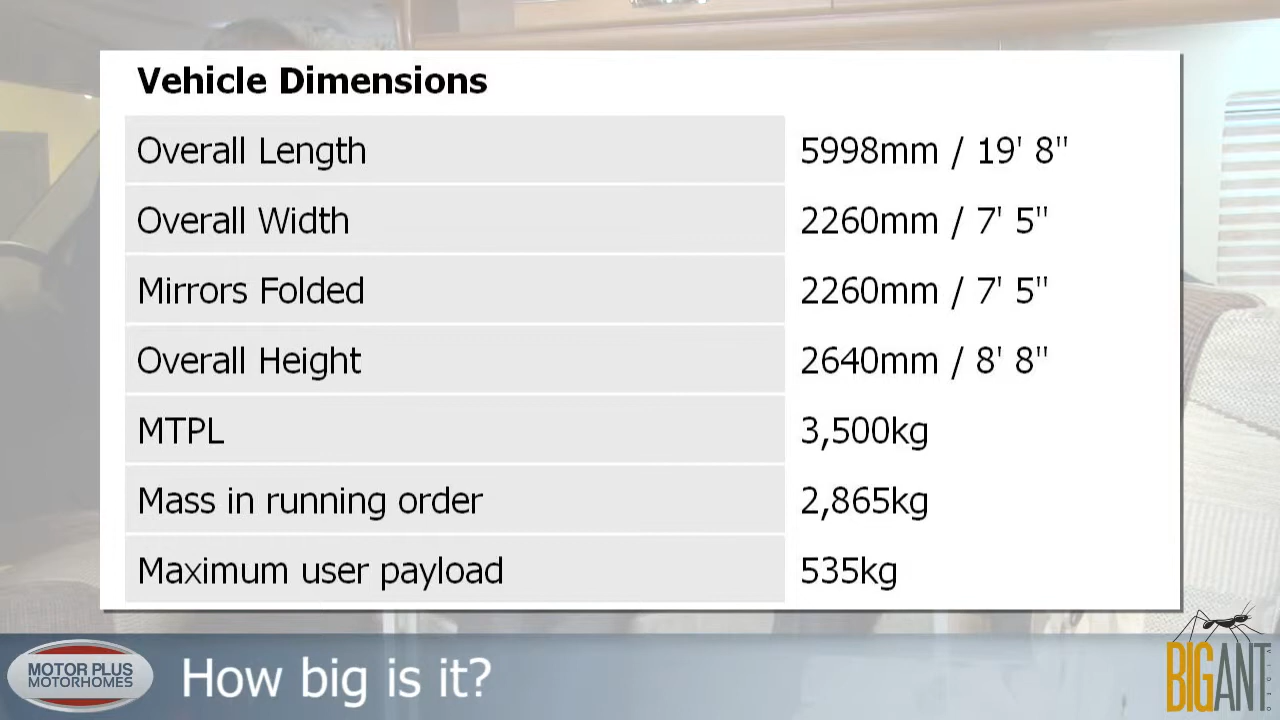 Vehicle Dimensions
Overall Length 5998mm / 19' 8"
Overall Width 2260mm / 7' 5"
Mirrors Folded 2260mm / 7' 5"
Overall Height 2640mm / 8' 8"
MTPL 3,500kg
Mass in running order 2,865kg
Maximum user payload 535kg
MOTOR PLUS
MOTORHOMES
How big is it?
BIGANT